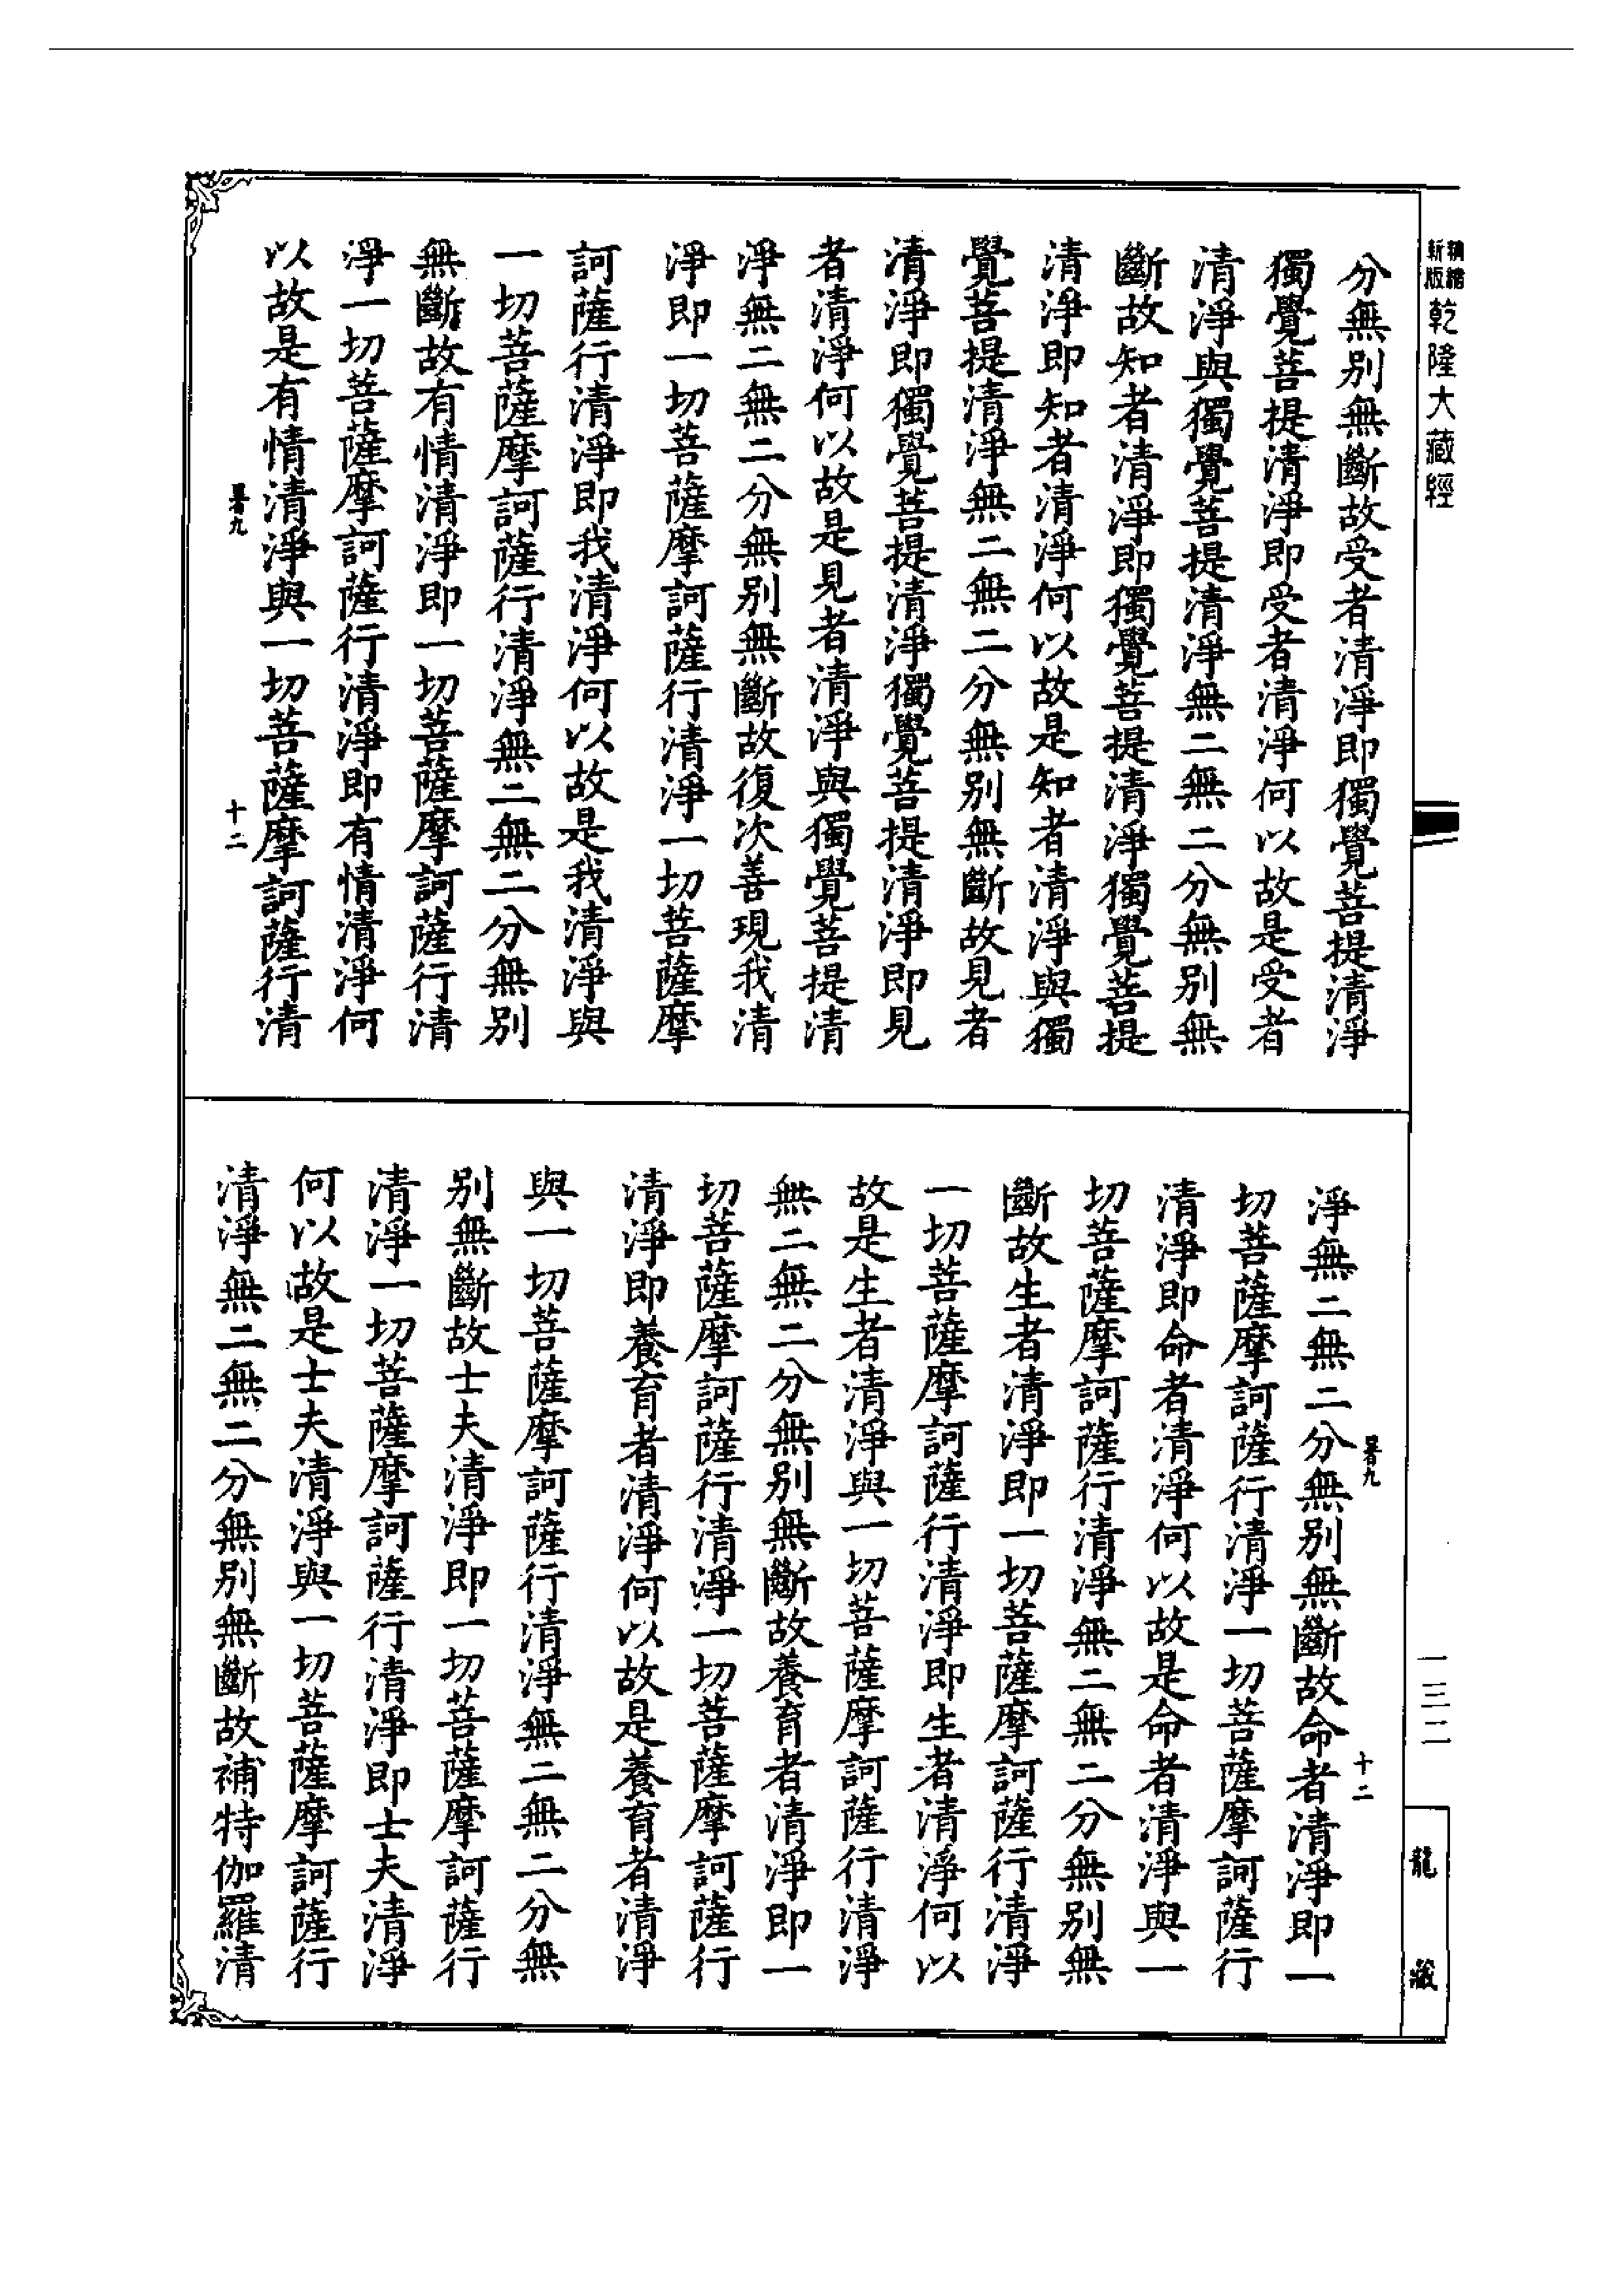 精縮
新版
乾隆大藏經
分無別無斷故受者清淨即獨覺菩提清淨
獨覺菩提清淨即受者清淨何以故是受者
清淨與獨覺菩提清淨無二無二分無別無
斷故知者清淨即獨覺菩提清淨獨覺菩提
清淨即知者清淨何以故是知者清淨與獨
覺菩提清淨無二無二分無別無斷故見者
清淨即獨覺菩提清淨獨覺菩提清淨即見
者清淨何以故是見者清淨與獨覺菩提清
淨無二無二分無別無斷故復次善現我清
淨即一切菩薩摩訶薩行清淨一切菩薩摩
訶薩行清淨即我清淨何以故是我清淨與
一切菩薩摩訶薩行清淨無二無二分無別
無斷故有情清淨即一切菩薩摩訶薩行清
淨一切菩薩摩訶薩行清淨即有情清淨何
以故是有情清淨與一切菩薩摩訶薩行清
暑九
十二
一三二
龍藏
暑九
十二
淨無二無二分無別無斷故命者清淨即一
切菩薩摩訶薩行清淨一切菩薩摩訶薩行
清淨即命者清淨何以故是命者清淨與一
切菩薩摩訶薩行清淨無二無二分無別無
斷故生者清淨即一切菩薩摩訶薩行清淨
一切菩薩摩訶薩行清淨即生者清淨何以
故是生者清淨與一切菩薩摩訶薩行清淨
無二無二分無別無斷故養育者清淨即一
切菩薩摩訶薩行清淨一切菩薩摩訶薩行
清淨即養育者清淨何以故是養育者清淨
與一切菩薩摩訶薩行清淨無二無二分無
別無斷故士夫清淨即一切菩薩摩訶薩行
清淨一切菩薩摩訶薩行清淨即士夫清淨
何以故是士夫清淨與一切菩薩摩訶薩行
清淨無二無二分無別無斷故補特伽羅清